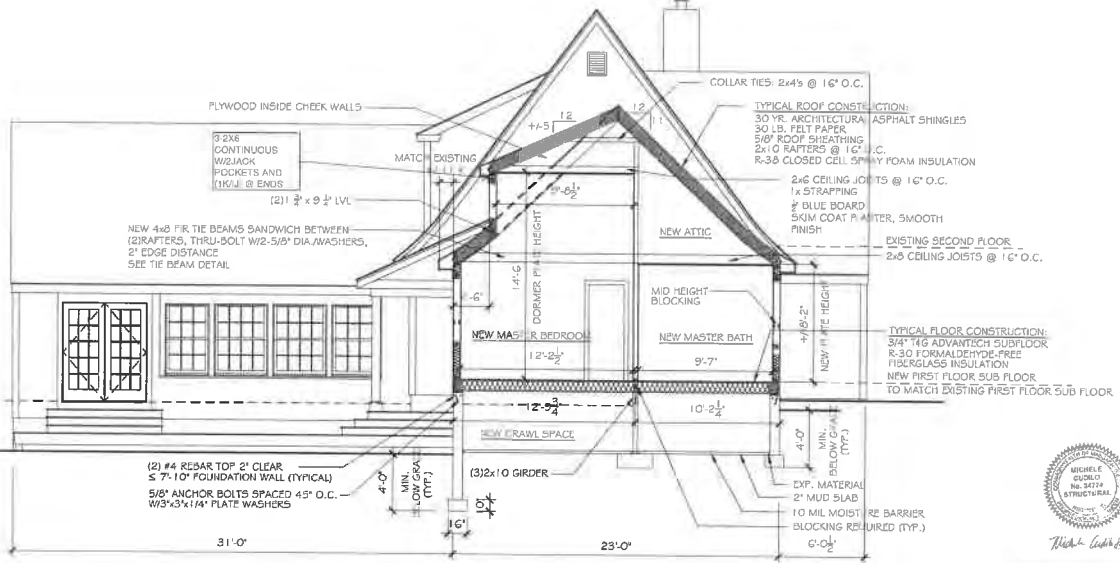 COLLAR TIES: 2x4's @ 16" O.C.
PLYWOOD INSIDE CHEEK WALLS
TYPICAL ROOF CONSTRUCTION:
30 YR. ARCHITECTURAL ASPHALT SHINGLES
30 LB. FELT PAPER
5/8" ROOF SHEATHING
2x10 RAFTERS @ 16" O.C.
R-38 CLOSED CELL SPRAY FOAM INSULATION
12
+/-5
12
11
3-2X6
CONTINUOUS
W/2JACK
POCKETS AND
(1K/1J) @ ENDS
MATCH EXISTING
2x6 CEILING JOISTS @ 16" O.C.
1x STRAPPING
1/2" BLUE BOARD
SKIM COAT PLASTER, SMOOTH
FINISH
(2)1 3/4" x 9 1/4" LVL
NEW 4x8 FIR TIE BEAMS SANDWICH BETWEEN
(2)RAFTERS, THRU-BOLT W/2-5/8" DIA./WASHERS,
2" EDGE DISTANCE
SEE TIE BEAM DETAIL
14'-6
DORMER PLATE HEIGHT
NEW ATTIC
EXISTING SECOND FLOOR
2x8 CEILING JOISTS @ 16" O.C.
MID HEIGHT
BLOCKING
+/-8'-2"
NEW PLATE HEIGHT
NEW MASTER BEDROOM
12'-2 1/2"
NEW MASTER BATH
9'-7"
TYPICAL FLOOR CONSTRUCTION:
3/4" T&G ADVANTECH SUBFLOOR
R-30 FORMALDEHYDE-FREE
FIBERGLASS INSULATION
NEW FIRST FLOOR SUB FLOOR
TO MATCH EXISTING FIRST FLOOR SUB FLOOR
10'-2 1/4"
NEW CRAWL SPACE
4'-0"
MIN.
BELOW GRADE
(TYP.)
(2) #4 REBAR TOP 2" CLEAR
≤ 7'-10" FOUNDATION WALL (TYPICAL)
5/8" ANCHOR BOLTS SPACED 45" O.C.
W/3"x3"x1/4" PLATE WASHERS
4'-0"
MIN.
BELOW GRA
(TYP.)
(3)2x10 GIRDER
EXP. MATERIAL
2" MUD SLAB
10 MIL MOISTURE BARRIER
BLOCKING REQUIRED (TYP.)
10"
16"
31'-0"
23'-0"
6'-0 1/2"
MICHELE
CUDILO
No. 34774
STRUCTURAL